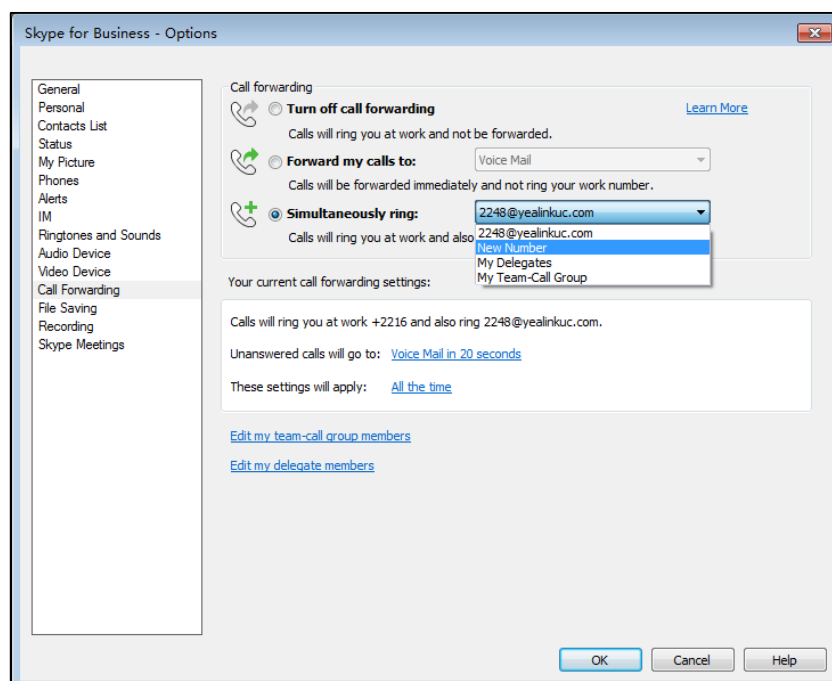 Skype for Business - Options
General
Personal
Contacts List
Status
My Picture
Phones
Alerts
IM
Ringtones and Sounds
Audio Device
Video Device
Call Forwarding
File Saving
Recording
Skype Meetings
Call forwarding
Turn off call forwarding
Learn More
Calls will ring you at work and not be forwarded.
Forward my calls to:
Voice Mail
Calls will be forwarded immediately and not ring your work number.
Simultaneously ring:
2248@yealinkuc.com
Calls will ring you at work and also
2248@yealinkuc.com
New Number
My Delegates
My Team-Call Group
Your current call forwarding settings:
Calls will ring you at work +2216 and also ring 2248@yealinkuc.com.
Unanswered calls will go to: Voice Mail in 20 seconds
These settings will apply: All the time
Edit my team-call group members
Edit my delegate members
OK
Cancel
Help